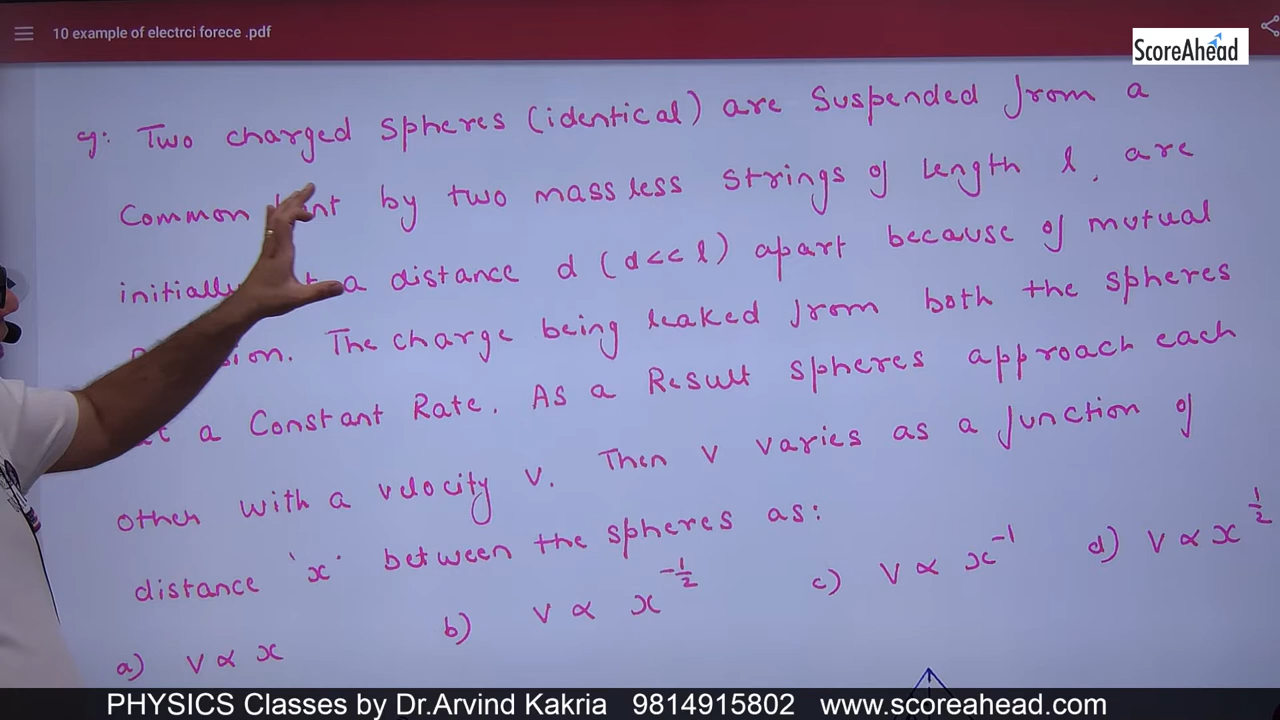 10 example of electrci forece .pdf
ScoreAhead
g: Two charged spheres (identical) are Suspended from a
Common by two mass less strings of length l, are
initially a distance d (d<<l) apart because of mutual
The charge being leaked from both the spheres
a Constant Rate. As a Result spheres approach each
other with a velocity v. Then v varies as a function of
distance 'x' between the spheres as:
a) v ∝ x
b) v ∝ x^-1/2
c) v ∝ x^-1
d) v ∝ x^1/2
PHYSICS Classes by Dr.Arvind Kakria 9814915802 www.scoreahead.com